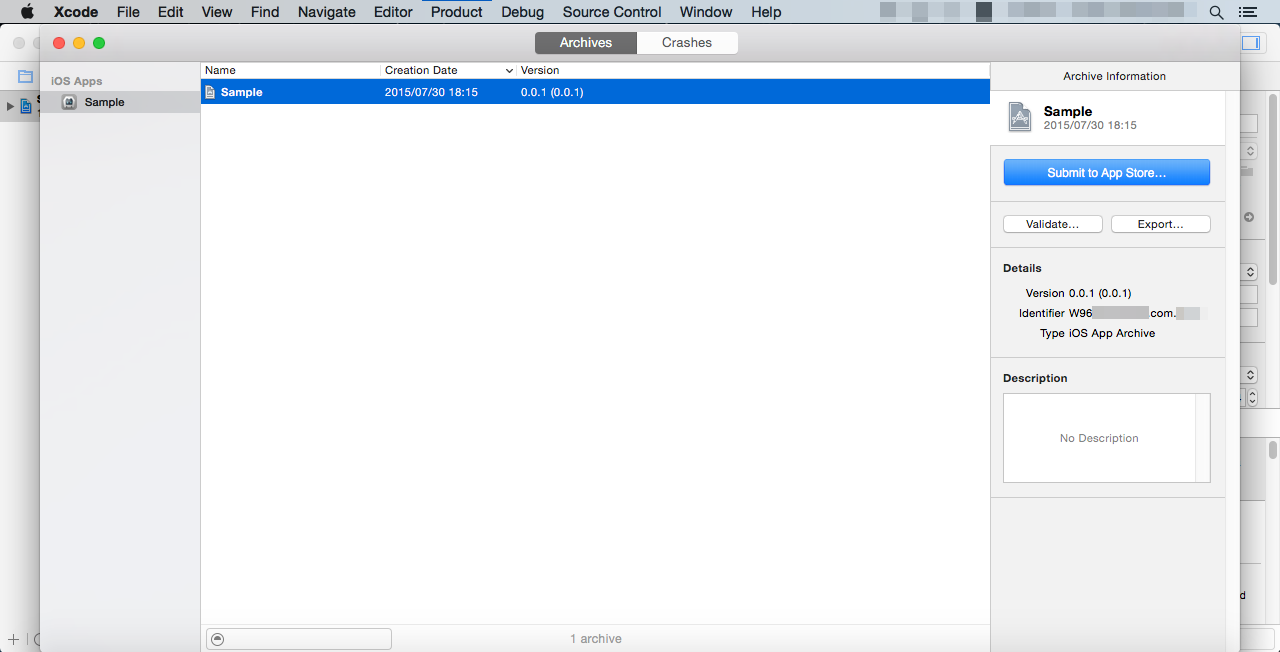 Xcode File Edit View Find Navigate Editor Product Debug Source Control Window Help
Archives Crashes
iOS Apps
Sample
Name Creation Date Version
Sample 2015/07/30 18:15 0.0.1 (0.0.1)
1 archive
Archive Information
Sample
2015/07/30 18:15
Submit to App Store...
Validate... Export...
Details
Version 0.0.1 (0.0.1)
Identifier W96 com.
Type iOS App Archive
Description
No Description